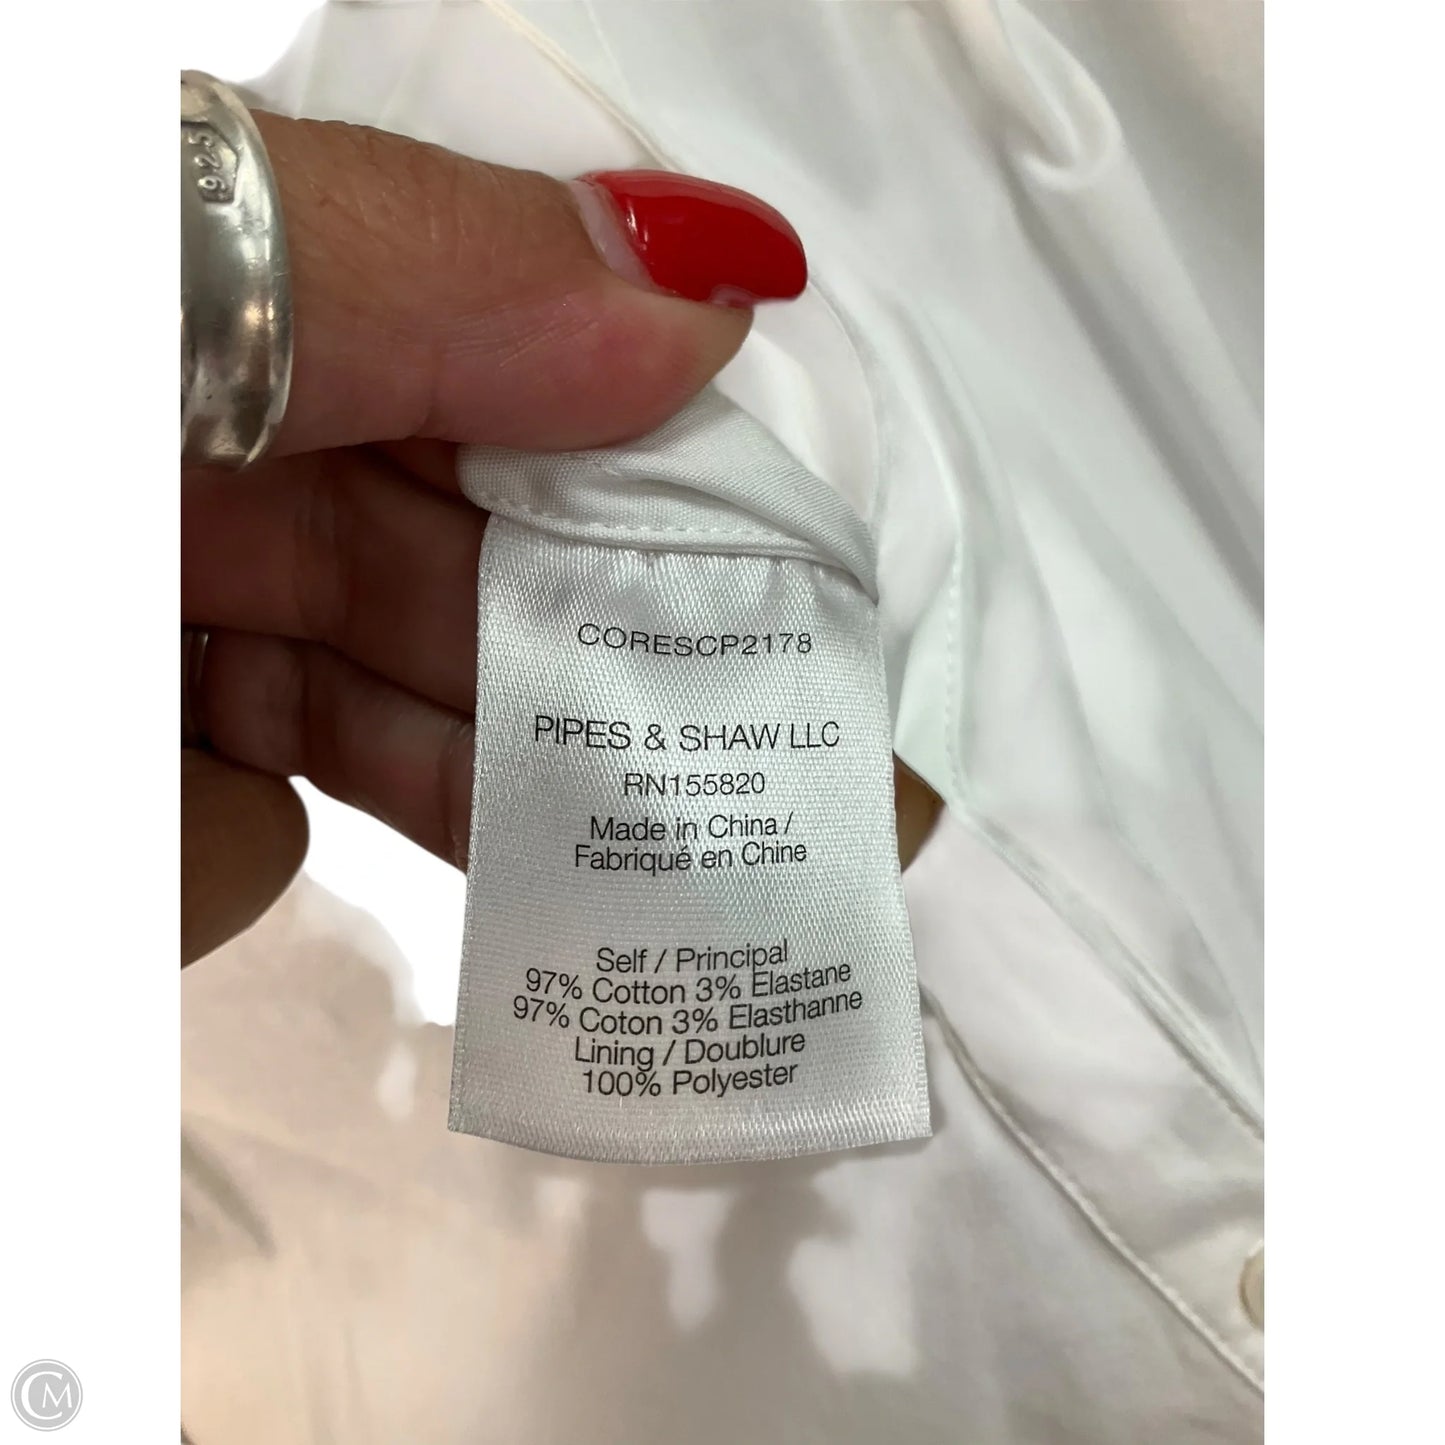 925
CORESCP2178
PIPES & SHAW LLC
RN155820
Made in China /
Fabriqué en Chine
Self / Principal
97% Cotton 3% Elastane
97% Coton 3% Elasthanne
Lining / Doublure
100% Polyester
CM